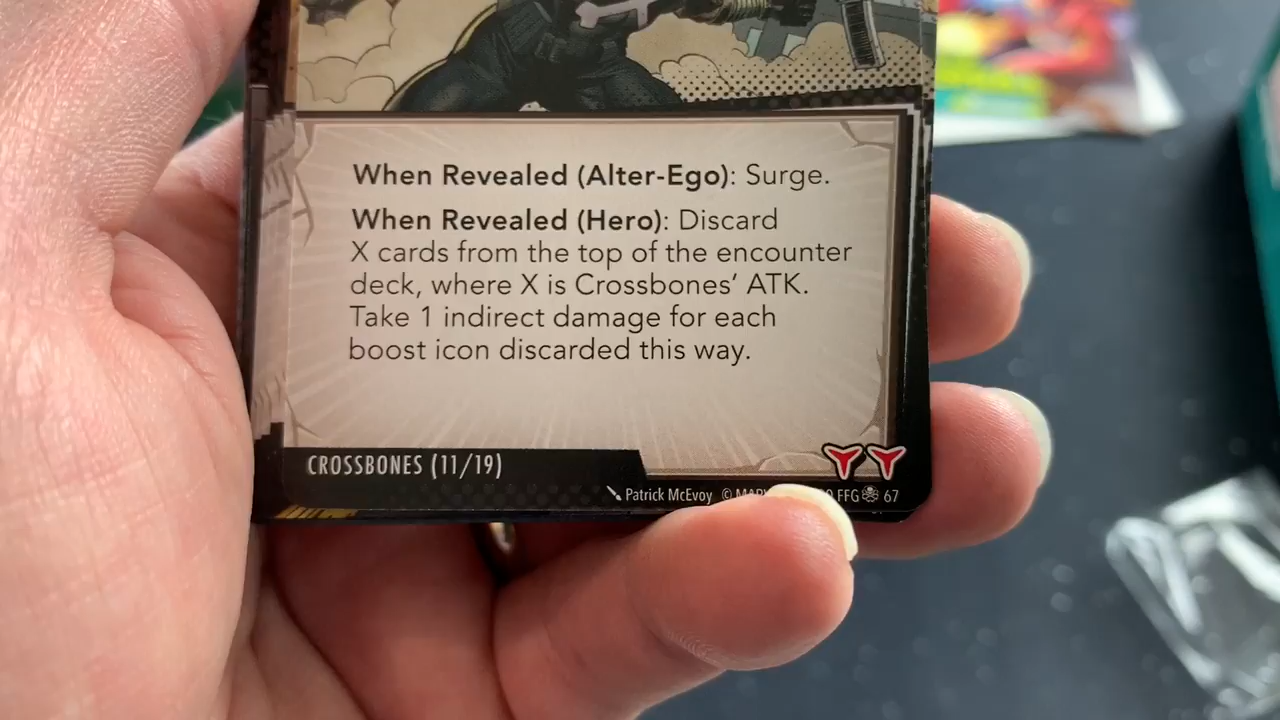 When Revealed (Alter-Ego): Surge.
When Revealed (Hero): Discard
X cards from the top of the encounter
deck, where X is Crossbones' ATK.
Take 1 indirect damage for each
boost icon discarded this way.
CROSSBONES (11/19)
Patrick McEvoy © FFG 67